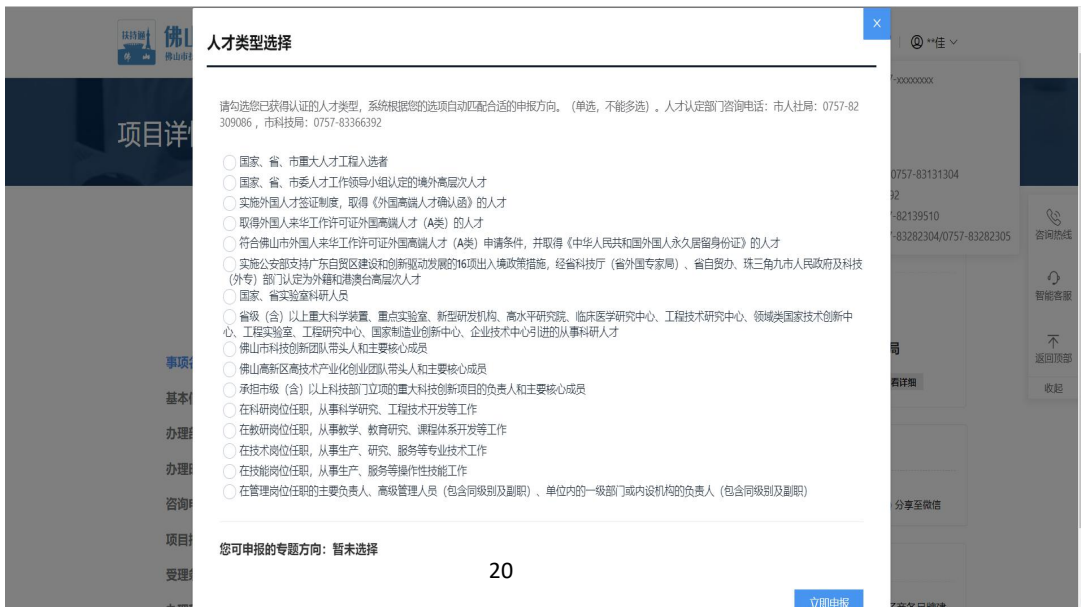 扶持通
佛山
佛
人才类型选择
×
**佳
请勾选您已获得认证的人才类型，系统根据您的选项自动匹配合适的申报方向。（单选，不能多选）。人才认定部门咨询电话：市人社局：0757-82
309086 ，市科技局：0757-83366392
项目详
国家、省、市重大人才工程入选者
国家、省、市委人才工作领导小组认定的境外高层次人才
实施外国人才签证制度，取得《外国高端人才确认函》的人才
取得外国人来华工作许可证外国高端人才（A类）的人才
符合佛山市外国人来华工作许可证外国高端人才（A类）申请条件，并取得《中华人民共和国外国人永久居留身份证》的人才
实施公安部支持广东自贸区建设和创新驱动发展的16项出入境政策措施，经省科技厅（省外国专家局）、省自贸办、珠三角九市人民政府及科技
（外专）部门认定为外籍和港澳台高层次人才
国家、省实验室科研人员
省级（含）以上重大科学装置、重点实验室、新型研发机构、高水平研究院、临床医学研究中心、工程技术研究中心、领域类国家技术创新中
心、工程实验室、工程研究中心、国家制造业创新中心、企业技术中心引进的从事科研人才
佛山市科技创新团队带头人和主要核心成员
佛山高新区高技术产业化创业团队带头人和主要核心成员
承担市级（含）以上科技部门立项的重大科技创新项目的负责人和主要核心成员
在科研岗位任职，从事科学研究、工程技术开发等工作
在教研岗位任职，从事教学、教育研究、课程体系开发等工作
在技术岗位任职，从事生产、研究、服务等专业技术工作
在技能岗位任职，从事生产、服务等操作性技能工作
在管理岗位任职的主要负责人、高级管理人员（包含同级别及副职）、单位内的一级部门或内设机构的负责人（包含同级别及副职）
您可申报的专题方向：暂未选择
20
立即申报
-xxxxxxxx
0757-83131304
92
-82139510
-83282304/0757-83282305
咨询热线
智能客服
返回顶部
收起
局
看详细
分享至微信
事项
基本
办理
办理
咨询
项目
受理